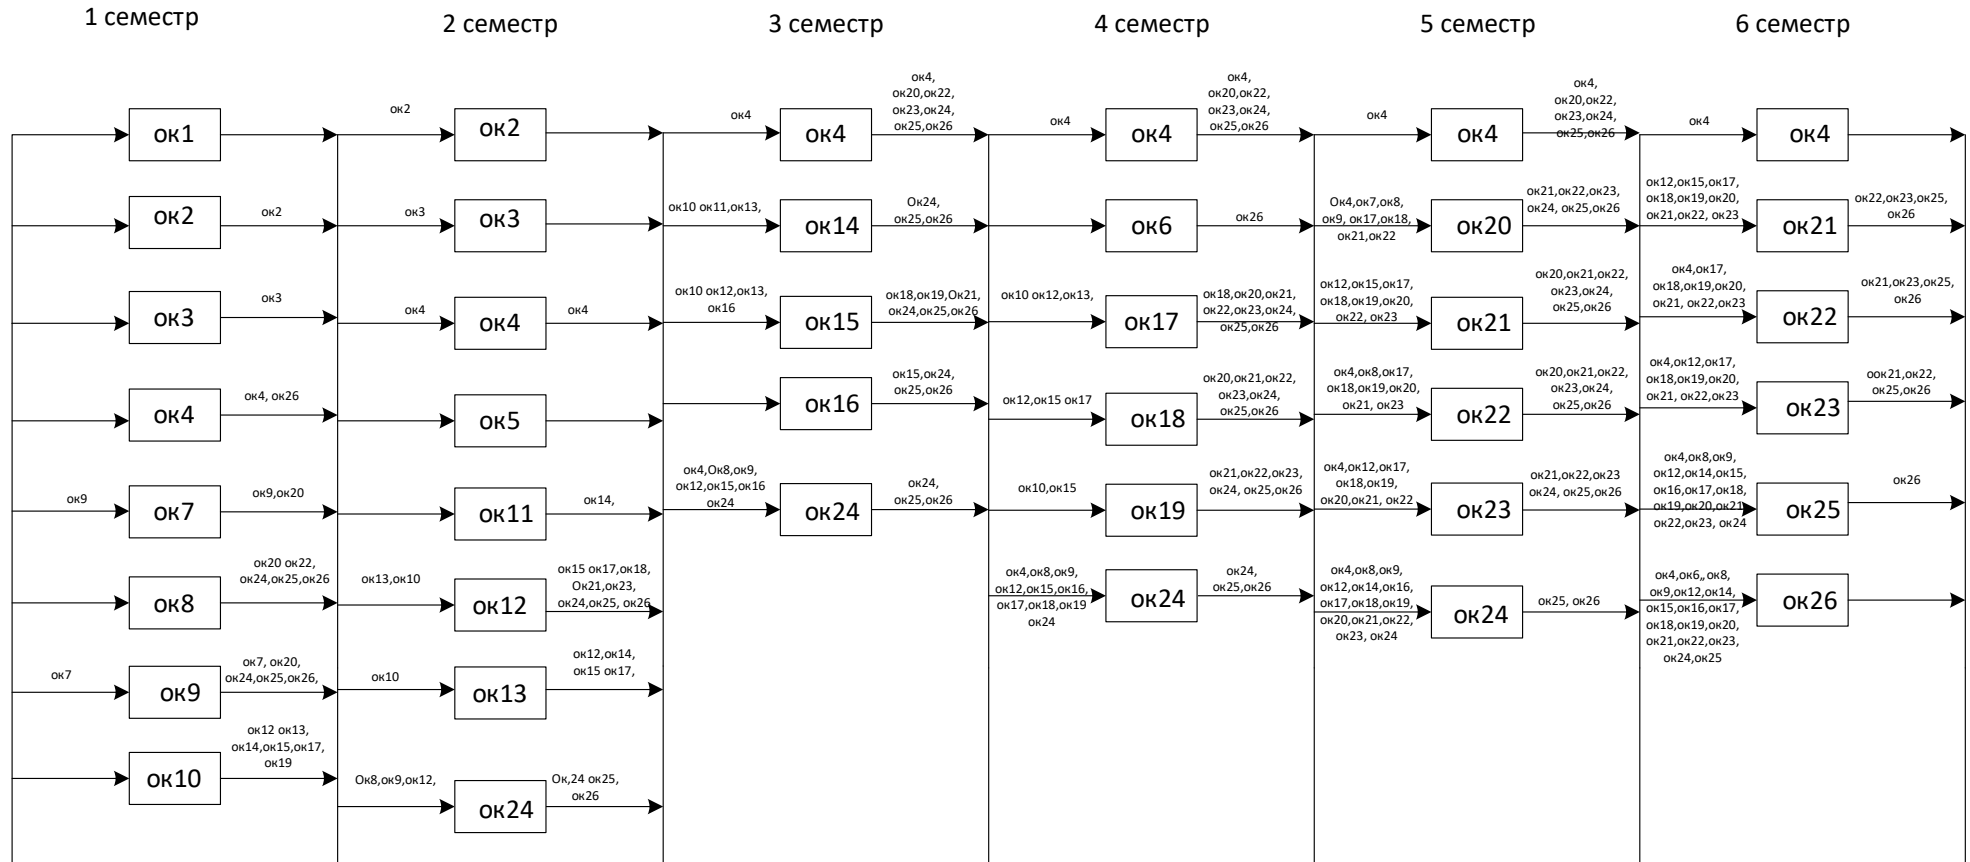 1 семестр
2 семестр
3 семестр
4 семестр
5 семестр
6 семестр
ок1
ок2
ок2
ок3
ок3
ок4
ок4, ок26
ок9
ок7
ок9,ок20
ок8
ок20 ок22,
ок24,ок25,ок26
ок7
ок9
ок7, ок20,
ок24,ок25,ок26,
ок10
ок12 ок13,
ок14,ок15,ок17,
ок19
ок2
ок2
ок3
ок3
ок4
ок4
ок4
ок5
ок11
ок14,
ок13,ок10
ок12
ок15 ок17,ок18,
Ок21,ок23,
ок24,ок25, ок26
ок10
ок13
ок12,ок14,
ок15 ок17,
Ок8,ок9,ок12,
ок24
Ок,24 ок25,
ок26
ок4
ок4
ок4,
ок20,ок22,
ок23,ок24,
ок25,ок26
ок10 ок11,ок13,
ок14
Ок24,
ок25,ок26
ок10 ок12,ок13,
ок16
ок15
ок18,ок19,Ок21,
ок24,ок25,ок26
ок16
ок15,ок24,
ок25,ок26
ок4,Ок8,ок9,
ок12,ок15,ок16
ок24
ок24
ок24,
ок25,ок26
ок4
ок4
ок4,
ок20,ок22,
ок23,ок24,
ок25,ок26
ок6
ок26
ок10 ок12,ок13,
ок17
ок18,ок20,ок21,
ок22,ок23,ок24,
ок25,ок26
ок12,ок15 ок17
ок18
ок20,ок21,ок22,
ок23,ок24,
ок25,ок26
ок10,ок15
ок19
ок21,ок22,ок23,
ок24, ок25,ок26
ок4,ок8,ок9,
ок12,ок15,ок16,
ок17,ок18,ок19
ок24
ок24
ок24,
ок25,ок26
ок4
ок4
ок4,
ок20,ок22,
ок23,ок24,
ок25,ок26
Ок4,ок7,ок8,
ок9, ок17,ок18,
ок21,ок22
ок20
ок21,ок22,ок23,
ок24, ок25,ок26
ок12,ок15,ок17,
ок18,ок19,ок20,
ок22, ок23
ок21
ок20,ок21,ок22,
ок23,ок24,
ок25,ок26
ок4,ок8,ок17,
ок18,ок19,ок20,
ок21, ок23
ок22
ок20,ок21,ок22,
ок23,ок24,
ок25,ок26
ок4,ок12,ок17,
ок18,ок19,
ок20,ок21, ок22
ок23
ок21,ок22,ок23
ок24, ок25,ок26
ок4,ок8,ок9,
ок12,ок14,ок16,
ок17,ок18,ок19,
ок20,ок21,ок22,
ок23, ок24
ок24
ок25, ок26
ок4
ок4
ок12,ок15,ок17,
ок18,ок19,ок20,
ок21,ок22, ок23
ок21
ок22,ок23,ок25,
ок26
ок4,ок17,
ок18,ок19,ок20,
ок21, ок22,ок23
ок22
ок21,ок23,ок25,
ок26
ок4,ок12,ок17,
ок18,ок19,ок20,
ок21, ок22,ок23
ок23
оок21,ок22,
ок25,ок26
ок4,ок8,ок9,
ок12,ок14,ок15,
ок16,ок17,ок18,
ок19,ок20,ок21,
ок22,ок23, ок24
ок25
ок26
ок4,ок6,,ок8,
ок9,ок12,ок14,
ок15,ок16,ок17,
ок18,ок19,ок20,
ок21,ок22,ок23,
ок24,ок25
ок26